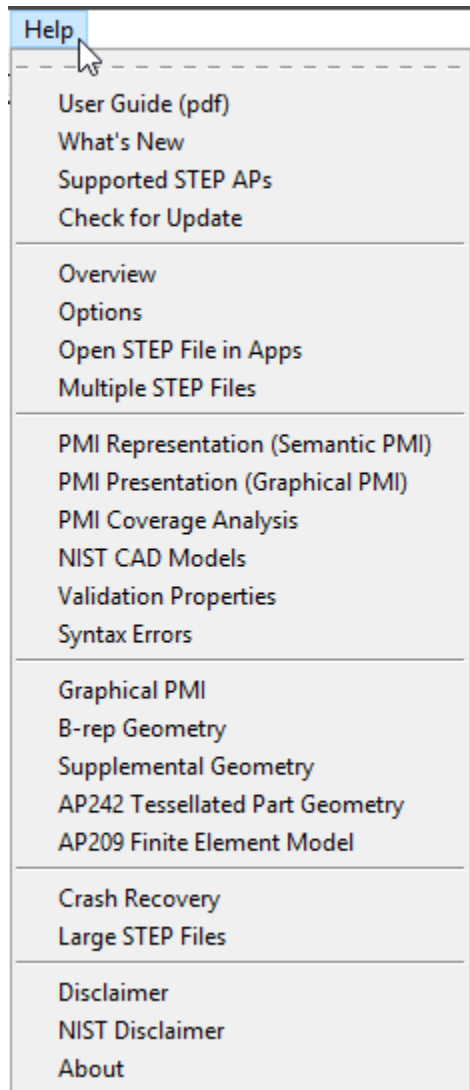 Help
User Guide (pdf)
What's New
Supported STEP APs
Check for Update
Overview
Options
Open STEP File in Apps
Multiple STEP Files
PMI Representation (Semantic PMI)
PMI Presentation (Graphical PMI)
PMI Coverage Analysis
NIST CAD Models
Validation Properties
Syntax Errors
Graphical PMI
B-rep Geometry
Supplemental Geometry
AP242 Tessellated Part Geometry
AP209 Finite Element Model
Crash Recovery
Large STEP Files
Disclaimer
NIST Disclaimer
About